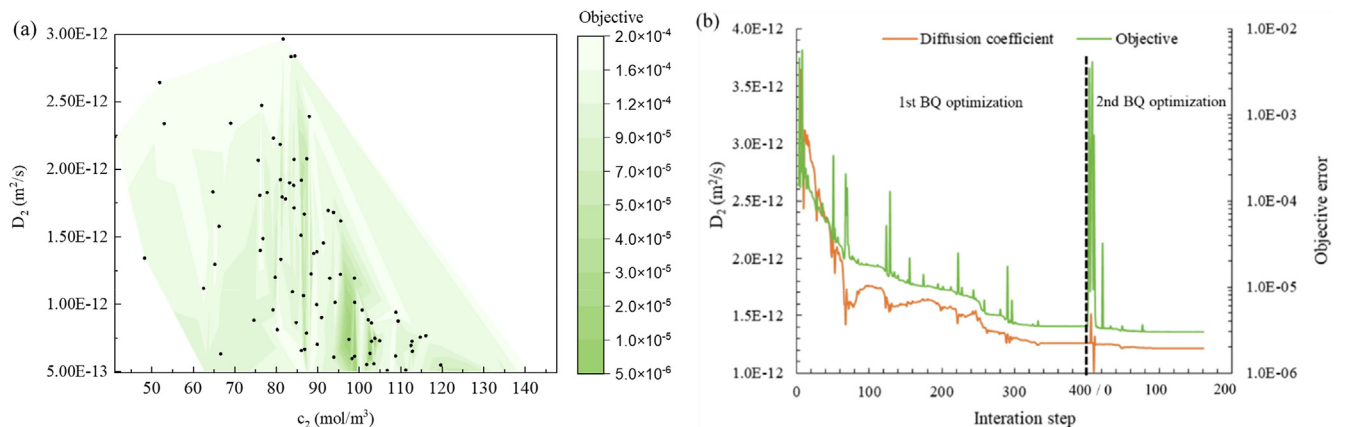 (a)
Objective
3.00E-12
2.50E-12
2.00E-12
1.50E-12
1.00E-12
5.00E-13
D₂ (m²/s)
50 60 70 80 90 100 110 120 130 140
c₂ (mol/m³)
2.0×10⁻⁴
1.6×10⁻⁴
1.2×10⁻⁴
9.0×10⁻⁵
7.0×10⁻⁵
5.0×10⁻⁵
3.0×10⁻⁵
2.0×10⁻⁵
1.0×10⁻⁵
5.0×10⁻⁶
(b)
Diffusion coefficient Objective
1st BQ optimization 2nd BQ optimization
4.0E-12
3.5E-12
3.0E-12
2.5E-12
2.0E-12
1.5E-12
1.0E-12
D₂ (m²/s)
0 100 200 300 400 / 0 100 200
Interation step
1.0E-02
1.0E-03
1.0E-04
1.0E-05
1.0E-06
Objective error